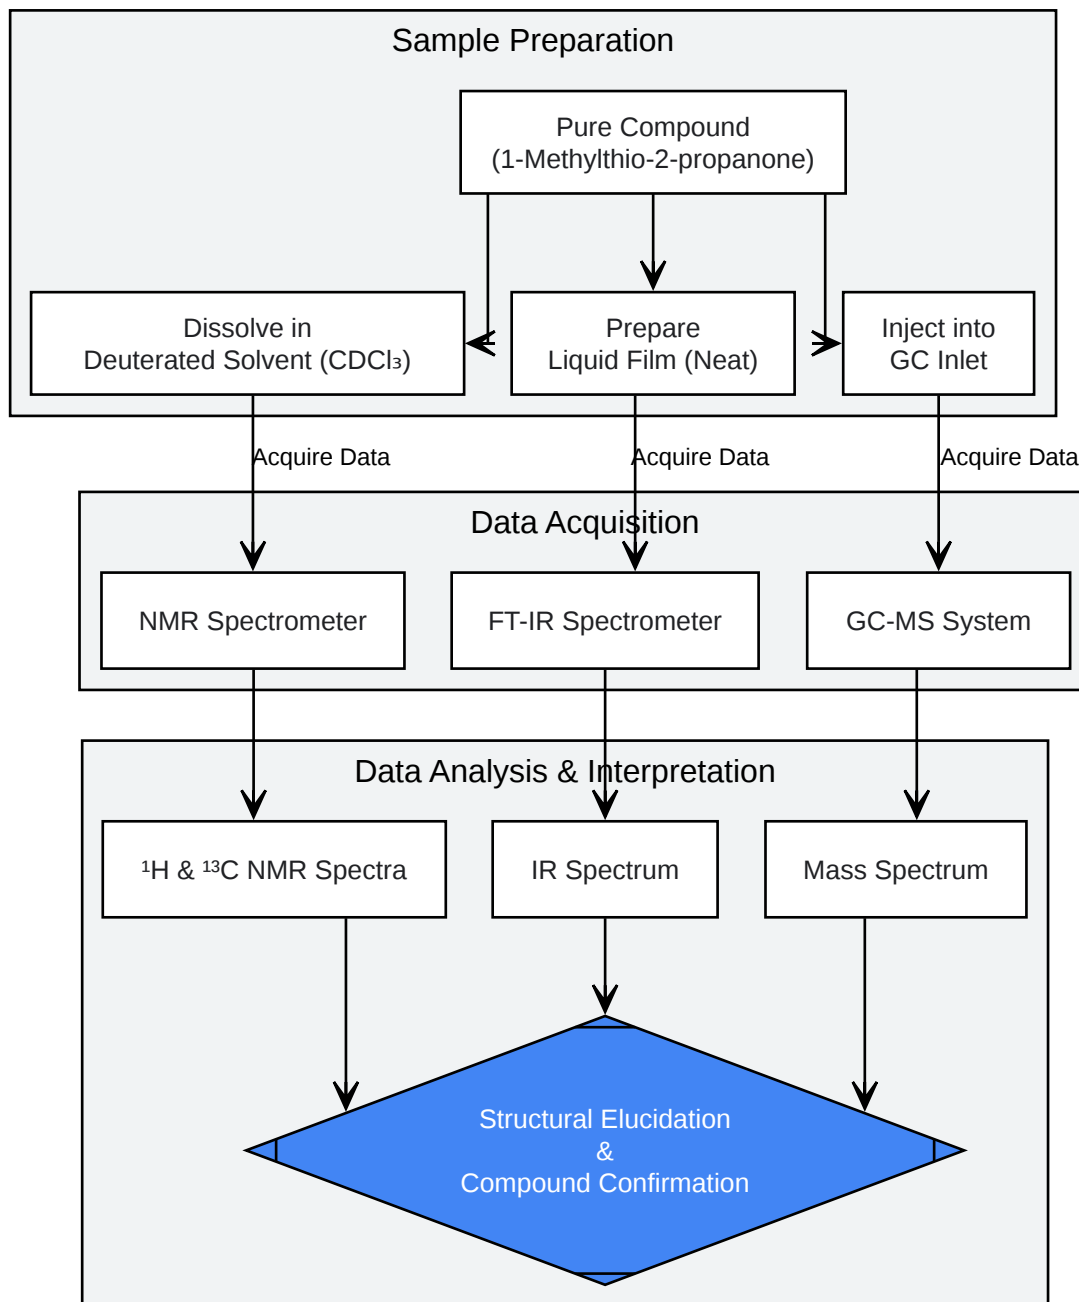 Sample Preparation
Pure Compound
(1-Methylthio-2-propanone)
Dissolve in
Deuterated Solvent (CDCl₃)
Prepare
Liquid Film (Neat)
Inject into
GC Inlet
Acquire Data
Acquire Data
Acquire Data
Data Acquisition
NMR Spectrometer
FT-IR Spectrometer
GC-MS System
Data Analysis & Interpretation
¹H & ¹³C NMR Spectra
IR Spectrum
Mass Spectrum
Structural Elucidation
&
Compound Confirmation